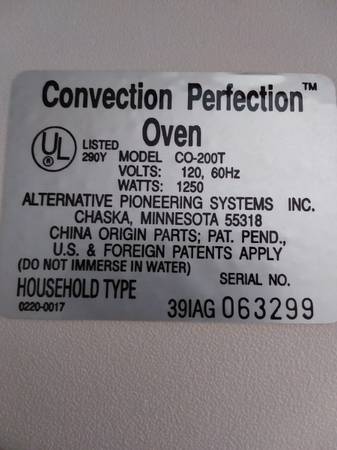 Convection Perfection™
Oven
UL® LISTED
290Y MODEL CO-200T
VOLTS: 120, 60Hz
WATTS: 1250
ALTERNATIVE PIONEERING SYSTEMS INC.
CHASKA, MINNESOTA 55318
CHINA ORIGIN PARTS; PAT. PEND.,
U.S. & FOREIGN PATENTS APPLY
(DO NOT IMMERSE IN WATER)
HOUSEHOLD TYPE SERIAL NO.
0220-0017 39IAG 063299